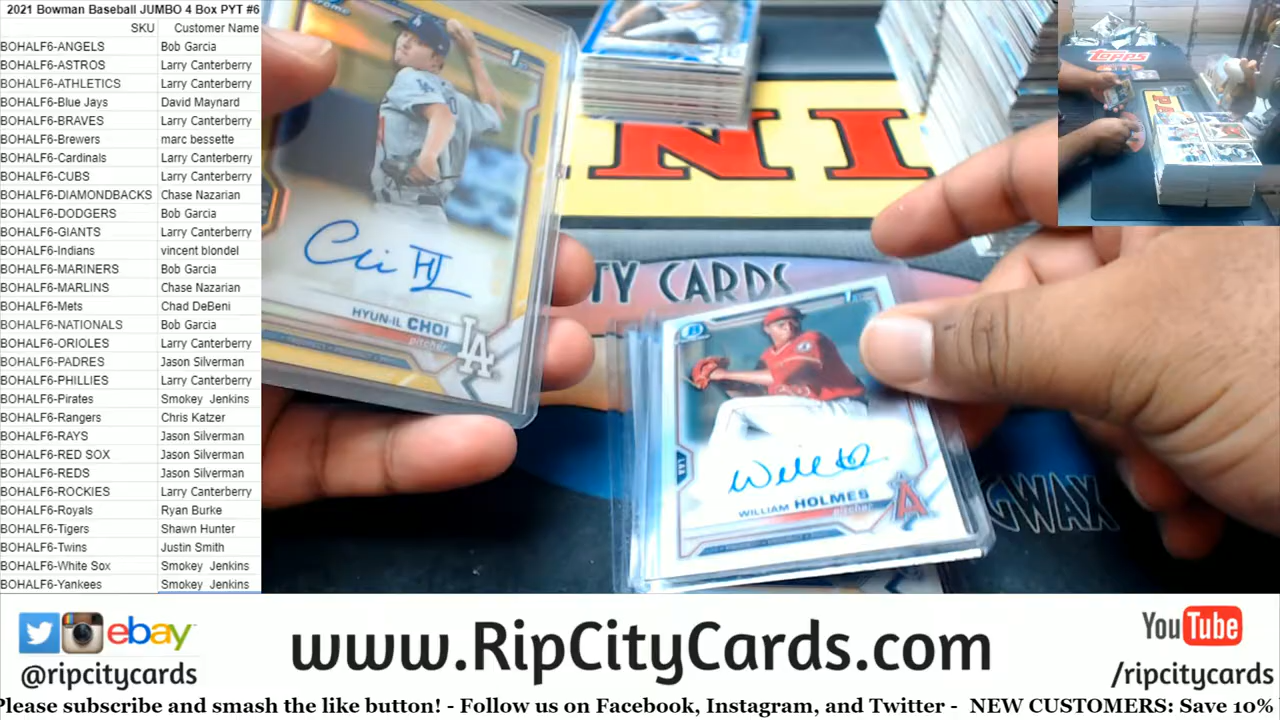 2021 Bowman Baseball JUMBO 4 Box PYT #6
SKU Customer Name
BOHALF6-ANGELS Bob Garcia
BOHALF6-ASTROS Larry Canterberry
BOHALF6-ATHLETICS Larry Canterberry
BOHALF6-Blue Jays David Maynard
BOHALF6-BRAVES Larry Canterberry
BOHALF6-Brewers marc bessette
BOHALF6-Cardinals Larry Canterberry
BOHALF6-CUBS Larry Canterberry
BOHALF6-DIAMONDBACKS Chase Nazarian
BOHALF6-DODGERS Bob Garcia
BOHALF6-GIANTS Larry Canterberry
BOHALF6-Indians vincent blondel
BOHALF6-MARINERS Bob Garcia
BOHALF6-MARLINS Chase Nazarian
BOHALF6-Mets Chad DeBeni
BOHALF6-NATIONALS Bob Garcia
BOHALF6-ORIOLES Larry Canterberry
BOHALF6-PADRES Jason Silverman
BOHALF6-PHILLIES Larry Canterberry
BOHALF6-Pirates Smokey Jenkins
BOHALF6-Rangers Chris Katzer
BOHALF6-RAYS Jason Silverman
BOHALF6-RED SOX Jason Silverman
BOHALF6-REDS Jason Silverman
BOHALF6-ROCKIES Larry Canterberry
BOHALF6-Royals Ryan Burke
BOHALF6-Tigers Shawn Hunter
BOHALF6-Twins Justin Smith
BOHALF6-White Sox Smokey Jenkins
BOHALF6-Yankees Smokey Jenkins
HYUN-IL CHOI
pitcher
LA
NINI
TY CARDS
1st
WILLIAM HOLMES
pitcher
A
GWAX
Topps
ebay
@ripcitycards
www.RipCityCards.com
YouTube
/ripcitycards
Please subscribe and smash the like button! - Follow us on Facebook, Instagram, and Twitter - NEW CUSTOMERS: Save 10%